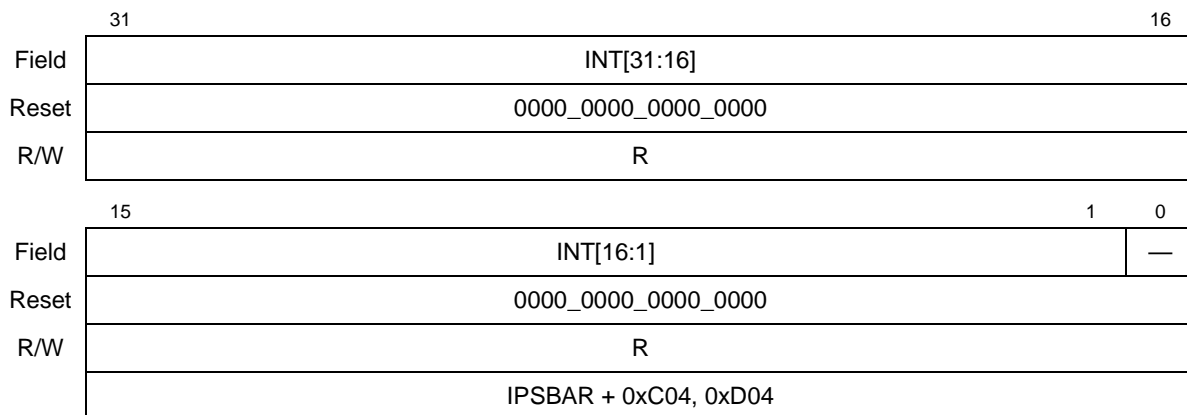 31 16
Field INT[31:16]
Reset 0000_0000_0000_0000
R/W R
15 1 0
Field INT[16:1] —
Reset 0000_0000_0000_0000
R/W R
IPSBAR + 0xC04, 0xD04